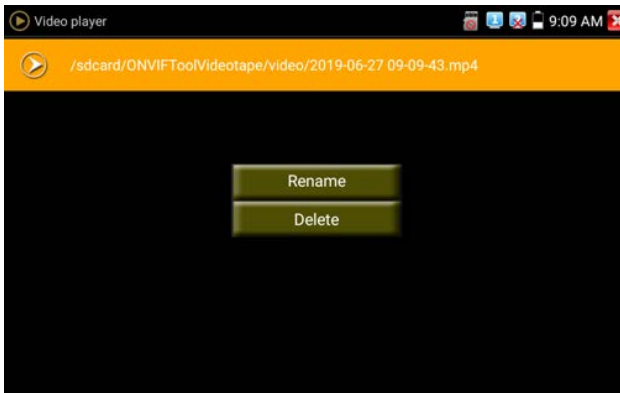 Video player
9:09 AM
/sdcard/ONVIFToolVideotape/video/2019-06-27 09-09-43.mp4
Rename
Delete